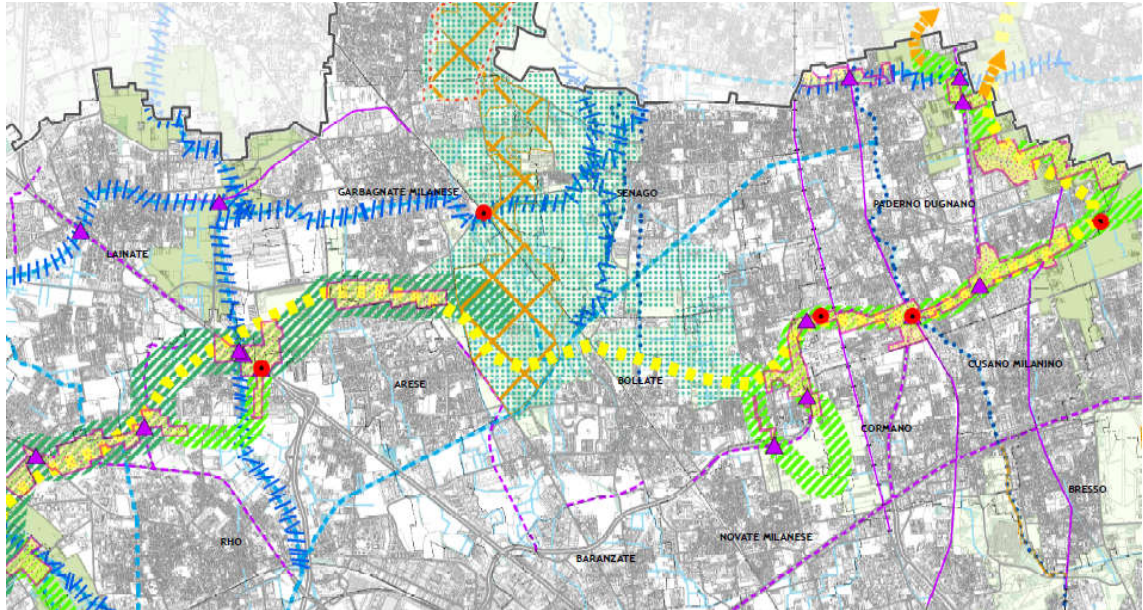 GARBAGNATE MILANESE
SENAGO
PADERNO DUGNANO
LAINATE
CUSANO MILANINO
ARESE
BOLLATE
CORMANO
BRESSO
RHO
NOVATE MILANESE
BARANZATE